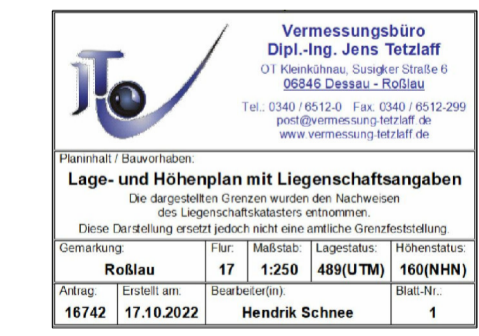 Vermessungsbüro
Dipl.-Ing. Jens Tetzlaff
OT Kleinkühnau, Susigker Straße 6
06846 Dessau - Roßlau
Tel.: 0340 / 6512-0 Fax. 0340 / 6512-299
post@vermessung-tetzlaff.de
www.vermessung-tetzlaff.de
Planinhalt / Bauvorhaben:
Lage- und Höhenplan mit Liegenschaftsangaben
Die dargestellten Grenzen wurden den Nachweisen
des Liegenschaftskatasters entnommen.
Diese Darstellung ersetzt jedoch nicht eine amtliche Grenzfeststellung.
Gemarkung: Flur: Maßstab: Lagestatus: Höhenstatus:
Roßlau 17 1:250 489(UTM) 160(NHN)
Antrag: Erstellt am: Bearbeiter(in): Blatt-Nr.:
16742 17.10.2022 Hendrik Schnee 1